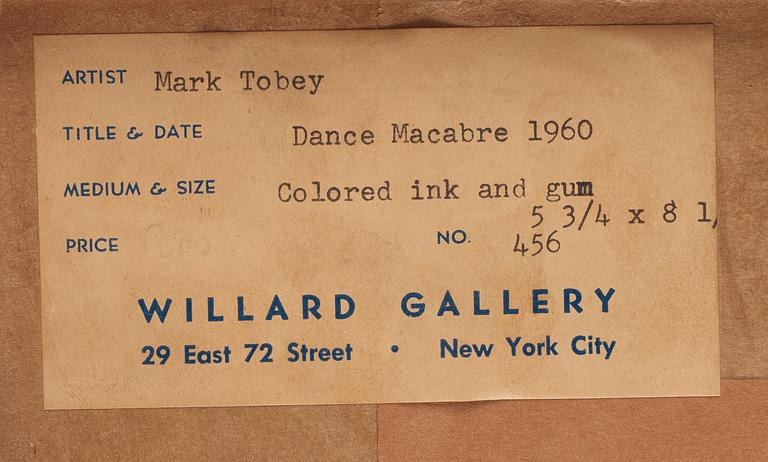 ARTIST Mark Tobey
TITLE & DATE Dance Macabre 1960
MEDIUM & SIZE Colored ink and gum
5 3/4 x 8 1/
PRICE NO. 456
WILLARD GALLERY
29 East 72 Street • New York City